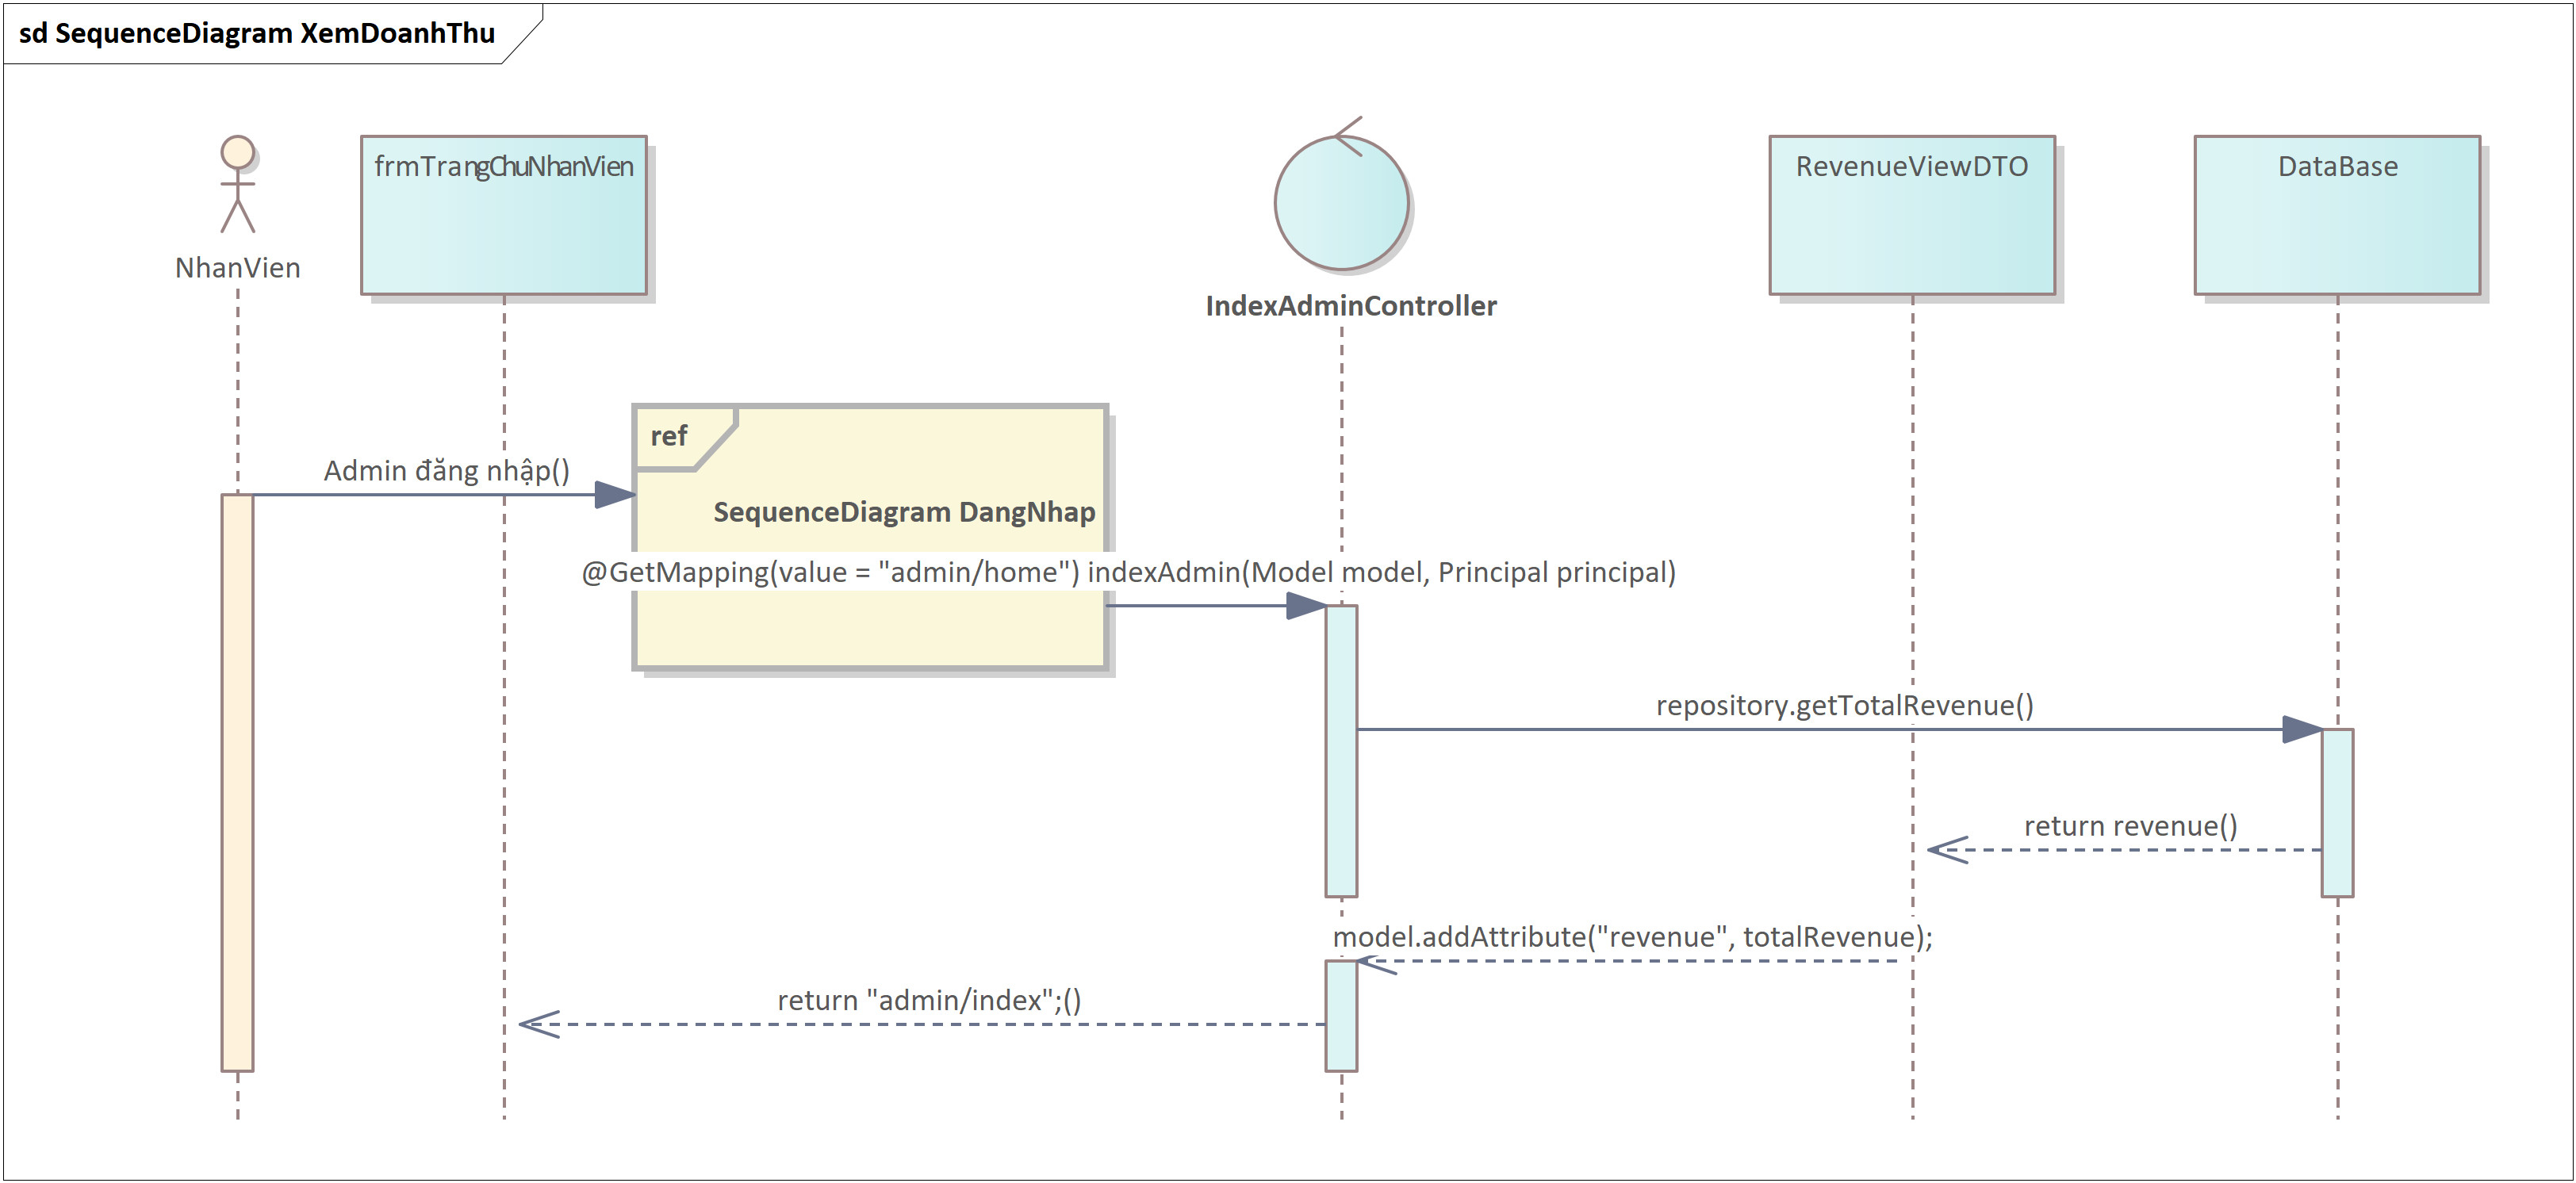 sd SequenceDiagram XemDoanhThu
NhanVien
frmTrangChuNhanVien
IndexAdminController
RevenueViewDTO
DataBase
ref
Admin đăng nhập()
SequenceDiagram DangNhap
@GetMapping(value = "admin/home") indexAdmin(Model model, Principal principal)
repository.getTotalRevenue()
return revenue()
model.addAttribute("revenue", totalRevenue);
return "admin/index";()